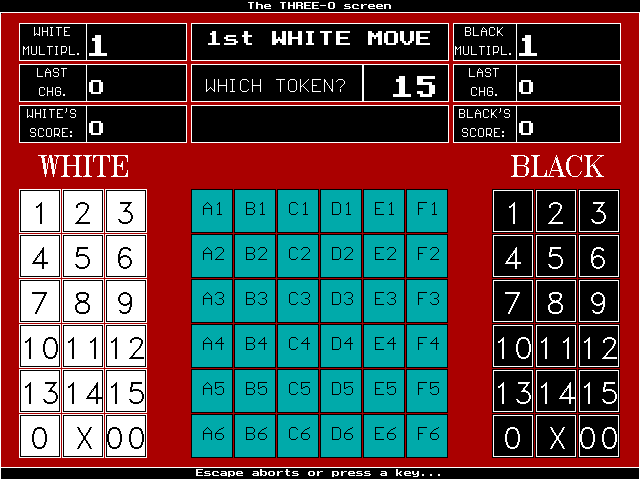 The THREE-O screen
WHITE MULTIPL. 1
1st WHITE MOVE
BLACK MULTIPL. 1
LAST CHG. 0
WHICH TOKEN? 15
LAST CHG. 0
WHITE'S SCORE: 0
BLACK'S SCORE: 0
WHITE
BLACK
1 2 3 A1 B1 C1 D1 E1 F1 1 2 3
4 5 6 A2 B2 C2 D2 E2 F2 4 5 6
7 8 9 A3 B3 C3 D3 E3 F3 7 8 9
10 11 12 A4 B4 C4 D4 E4 F4 10 11 12
13 14 15 A5 B5 C5 D5 E5 F5 13 14 15
0 X 00 A6 B6 C6 D6 E6 F6 0 X 00
Escape aborts or press a key...